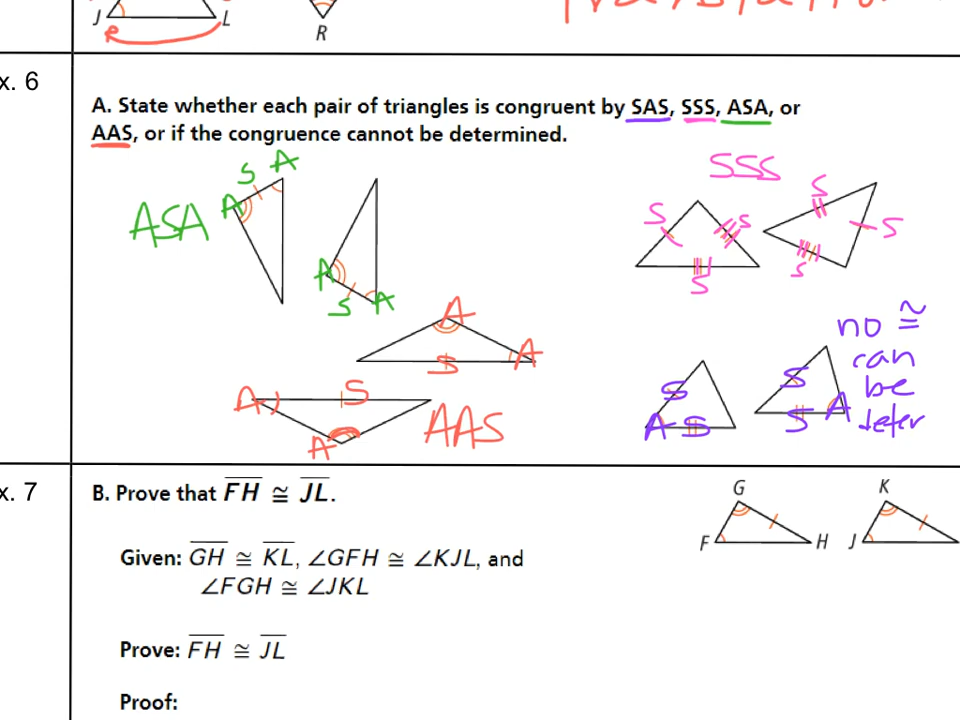 J L
R
x. 6
A. State whether each pair of triangles is congruent by SAS, SSS, ASA, or
AAS, or if the congruence cannot be determined.
ASA
A S A
A S A
SSS
S S S
S S S
A S A
A S A
AAS
S A S
S S A
no ≅
can
be
deter
x. 7
B. Prove that FH ≅ JL.
Given: GH ≅ KL, ∠GFH ≅ ∠KJL, and
∠FGH ≅ ∠JKL
Prove: FH ≅ JL
Proof:
G K
F H J